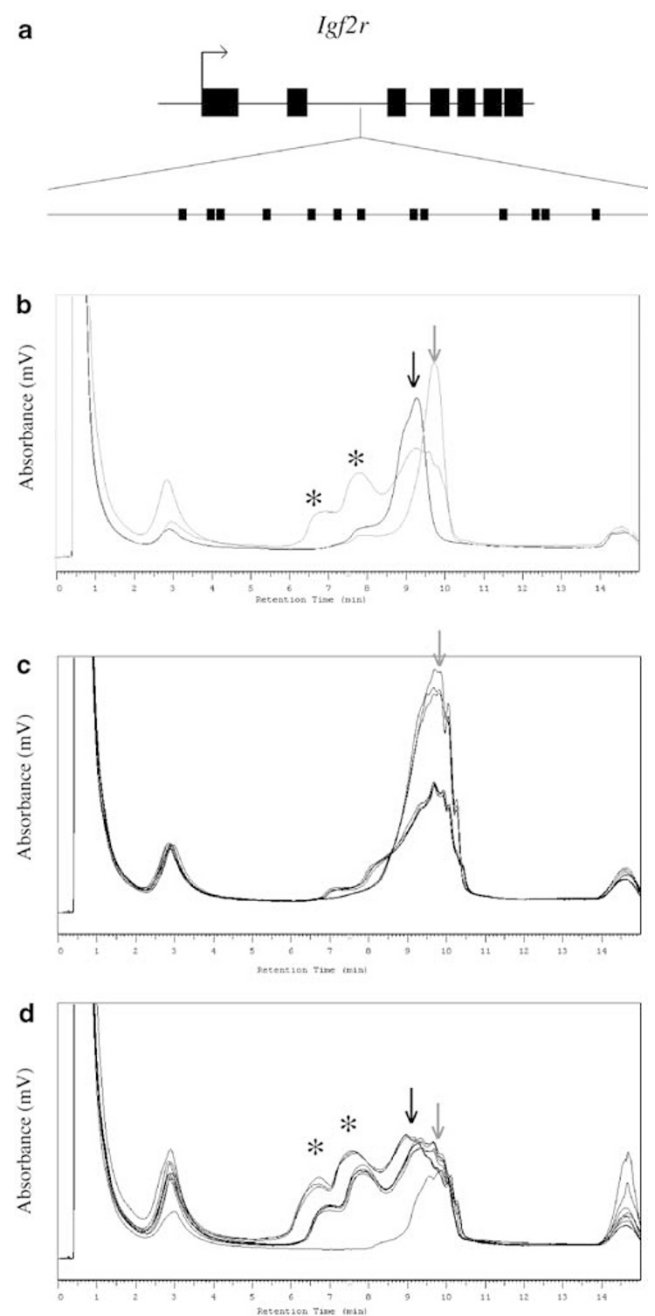 a
Igf2r
b
Absorbance (mV)
*
*
0 1 2 3 4 5 6 7 8 9 10 11 12 13 14
Retention Time (min)
c
Absorbance (mV)
0 1 2 3 4 5 6 7 8 9 10 11 12 13 14
Retention Time (min)
d
Absorbance (mV)
*
*
0 1 2 3 4 5 6 7 8 9 10 11 12 13 14
Retention Time (min)